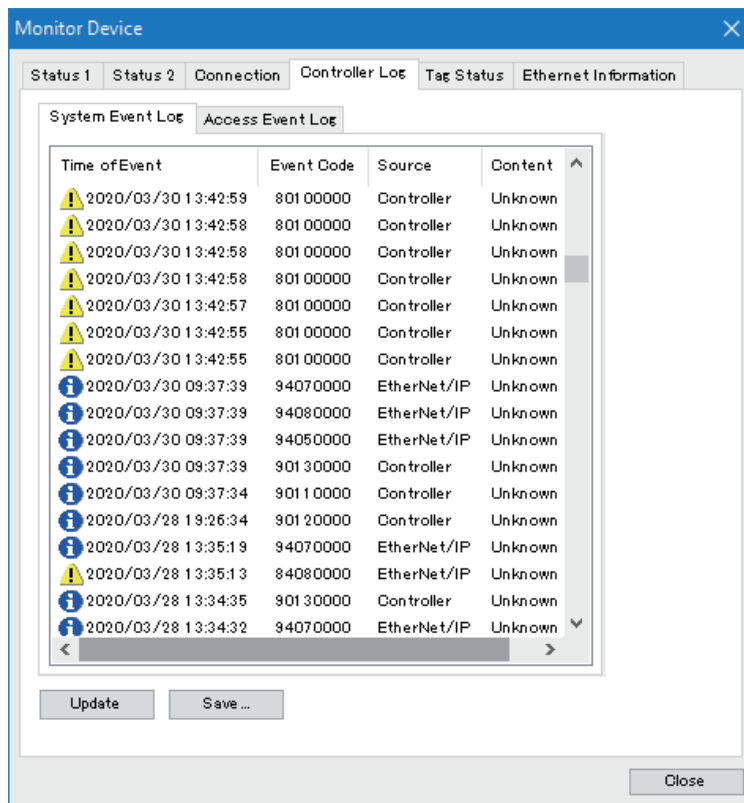 Monitor Device
Status 1 Status 2 Connection Controller Log Tag Status Ethernet Information
System Event Log Access Event Log
Time of Event Event Code Source Content
2020/03/30 13:42:59 80100000 Controller Unknown
2020/03/30 13:42:58 80100000 Controller Unknown
2020/03/30 13:42:58 80100000 Controller Unknown
2020/03/30 13:42:58 80100000 Controller Unknown
2020/03/30 13:42:57 80100000 Controller Unknown
2020/03/30 13:42:55 80100000 Controller Unknown
2020/03/30 13:42:55 80100000 Controller Unknown
2020/03/30 09:37:39 94070000 EtherNet/IP Unknown
2020/03/30 09:37:39 94080000 EtherNet/IP Unknown
2020/03/30 09:37:39 94050000 EtherNet/IP Unknown
2020/03/30 09:37:39 90130000 Controller Unknown
2020/03/30 09:37:34 90110000 Controller Unknown
2020/03/28 19:26:34 90120000 Controller Unknown
2020/03/28 13:35:19 94070000 EtherNet/IP Unknown
2020/03/28 13:35:13 84080000 EtherNet/IP Unknown
2020/03/28 13:34:35 90130000 Controller Unknown
2020/03/28 13:34:32 94070000 EtherNet/IP Unknown
Update Save ...
Close